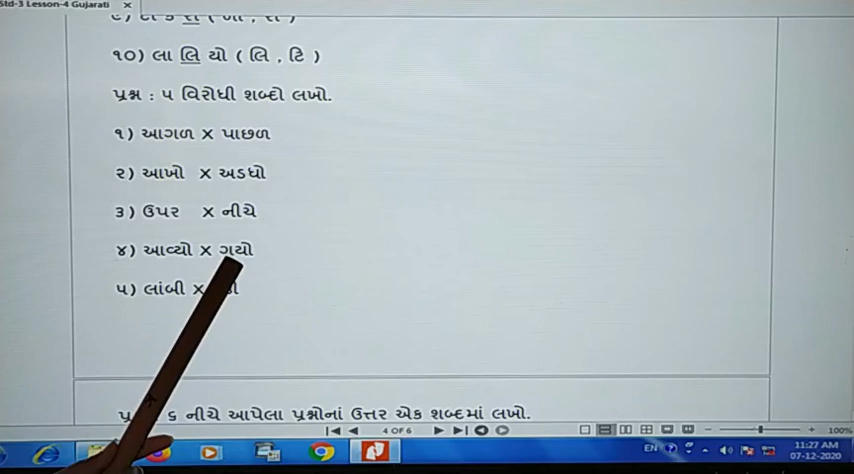 Std-3 Lesson-4 Gujarati ×
૧૦) લા લિ યો ( લિ , ટિ )
પ્રશ્ન : ૫ વિરોધી શબ્દો લખો.
૧) આગળ X પાછળ
૨) આખો X અડધો
૩) ઉપર X નીચે
૪) આવ્યો X ગયો
૫) લાંબી X
૬ નીચે આપેલા પ્રશ્નોનાં ઉત્તર એક શબ્દમાં લખો.
4 OF 6
100%
EN
11:27 AM
07-12-2020